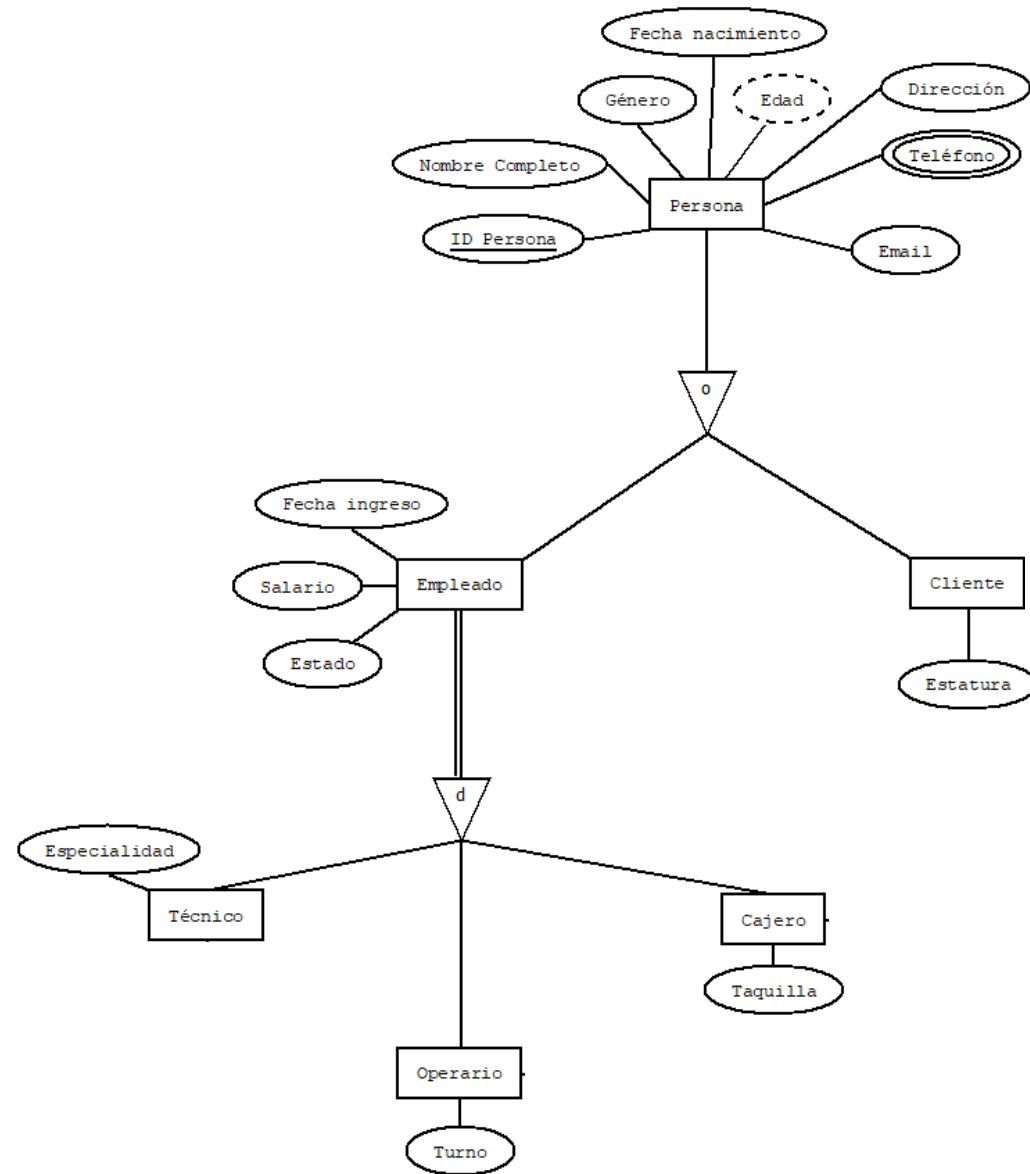 Fecha nacimiento
Género
Edad
Dirección
Nombre Completo
Teléfono
Persona
ID Persona
Email
o
Fecha ingreso
Salario
Empleado
Cliente
Estado
Estatura
d
Especialidad
Técnico
Cajero
Taquilla
Operario
Turno